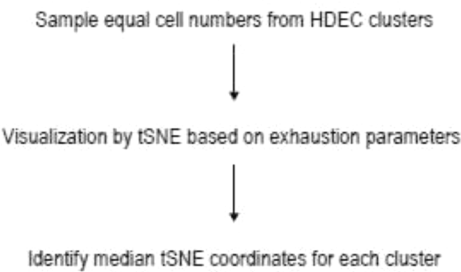 Sample equal cell numbers from HDEC clusters
Visualization by tSNE based on exhaustion parameters
Identify median tSNE coordinates for each cluster